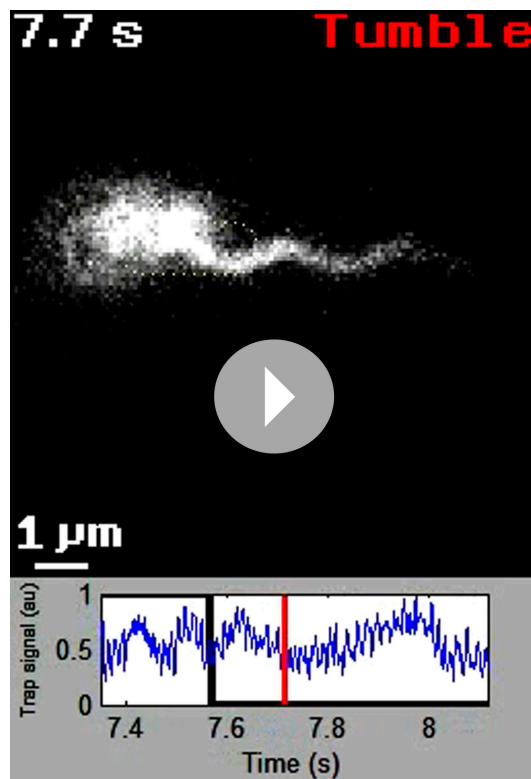 7.7 s Tumble
1 µm
Trap signal (au)
1
0.5
0
7.4 7.6 7.8 8
Time (s)